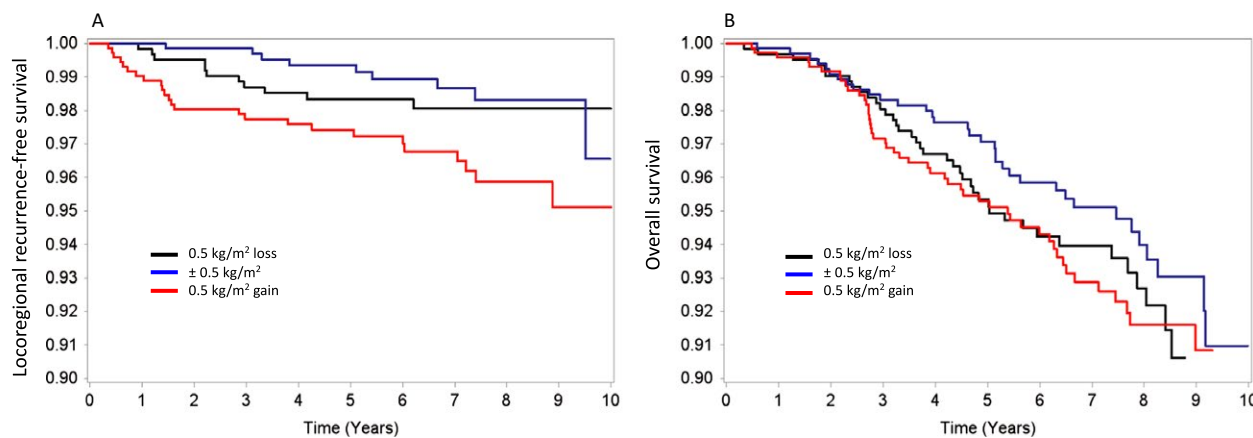 A
Locoregional recurrence-free survival
1.00
0.99
0.98
0.97
0.96
0.95
0.94
0.93
0.92
0.91
0.90
0.5 kg/m² loss
± 0.5 kg/m²
0.5 kg/m² gain
0 1 2 3 4 5 6 7 8 9 10
Time (Years)
B
Overall survival
1.00
0.99
0.98
0.97
0.96
0.95
0.94
0.93
0.92
0.91
0.90
0.5 kg/m² loss
± 0.5 kg/m²
0.5 kg/m² gain
0 1 2 3 4 5 6 7 8 9 10
Time (Years)